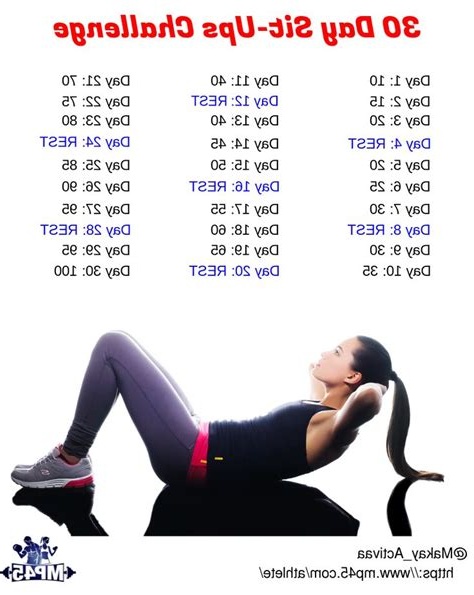 30 Day Sit-Ups Challenge
Day 1: 10
Day 2: 15
Day 3: 20
Day 4: REST
Day 5: 20
Day 6: 25
Day 7: 30
Day 8: REST
Day 9: 30
Day 10: 35
Day 11: 40
Day 12: REST
Day 13: 40
Day 14: 45
Day 15: 50
Day 16: REST
Day 17: 55
Day 18: 60
Day 19: 65
Day 20: REST
Day 21: 70
Day 22: 75
Day 23: 80
Day 24: REST
Day 25: 85
Day 26: 90
Day 27: 95
Day 28: REST
Day 29: 95
Day 30: 100
@Makay_Activaa
https://www.mp45.com/athlete/
MP45